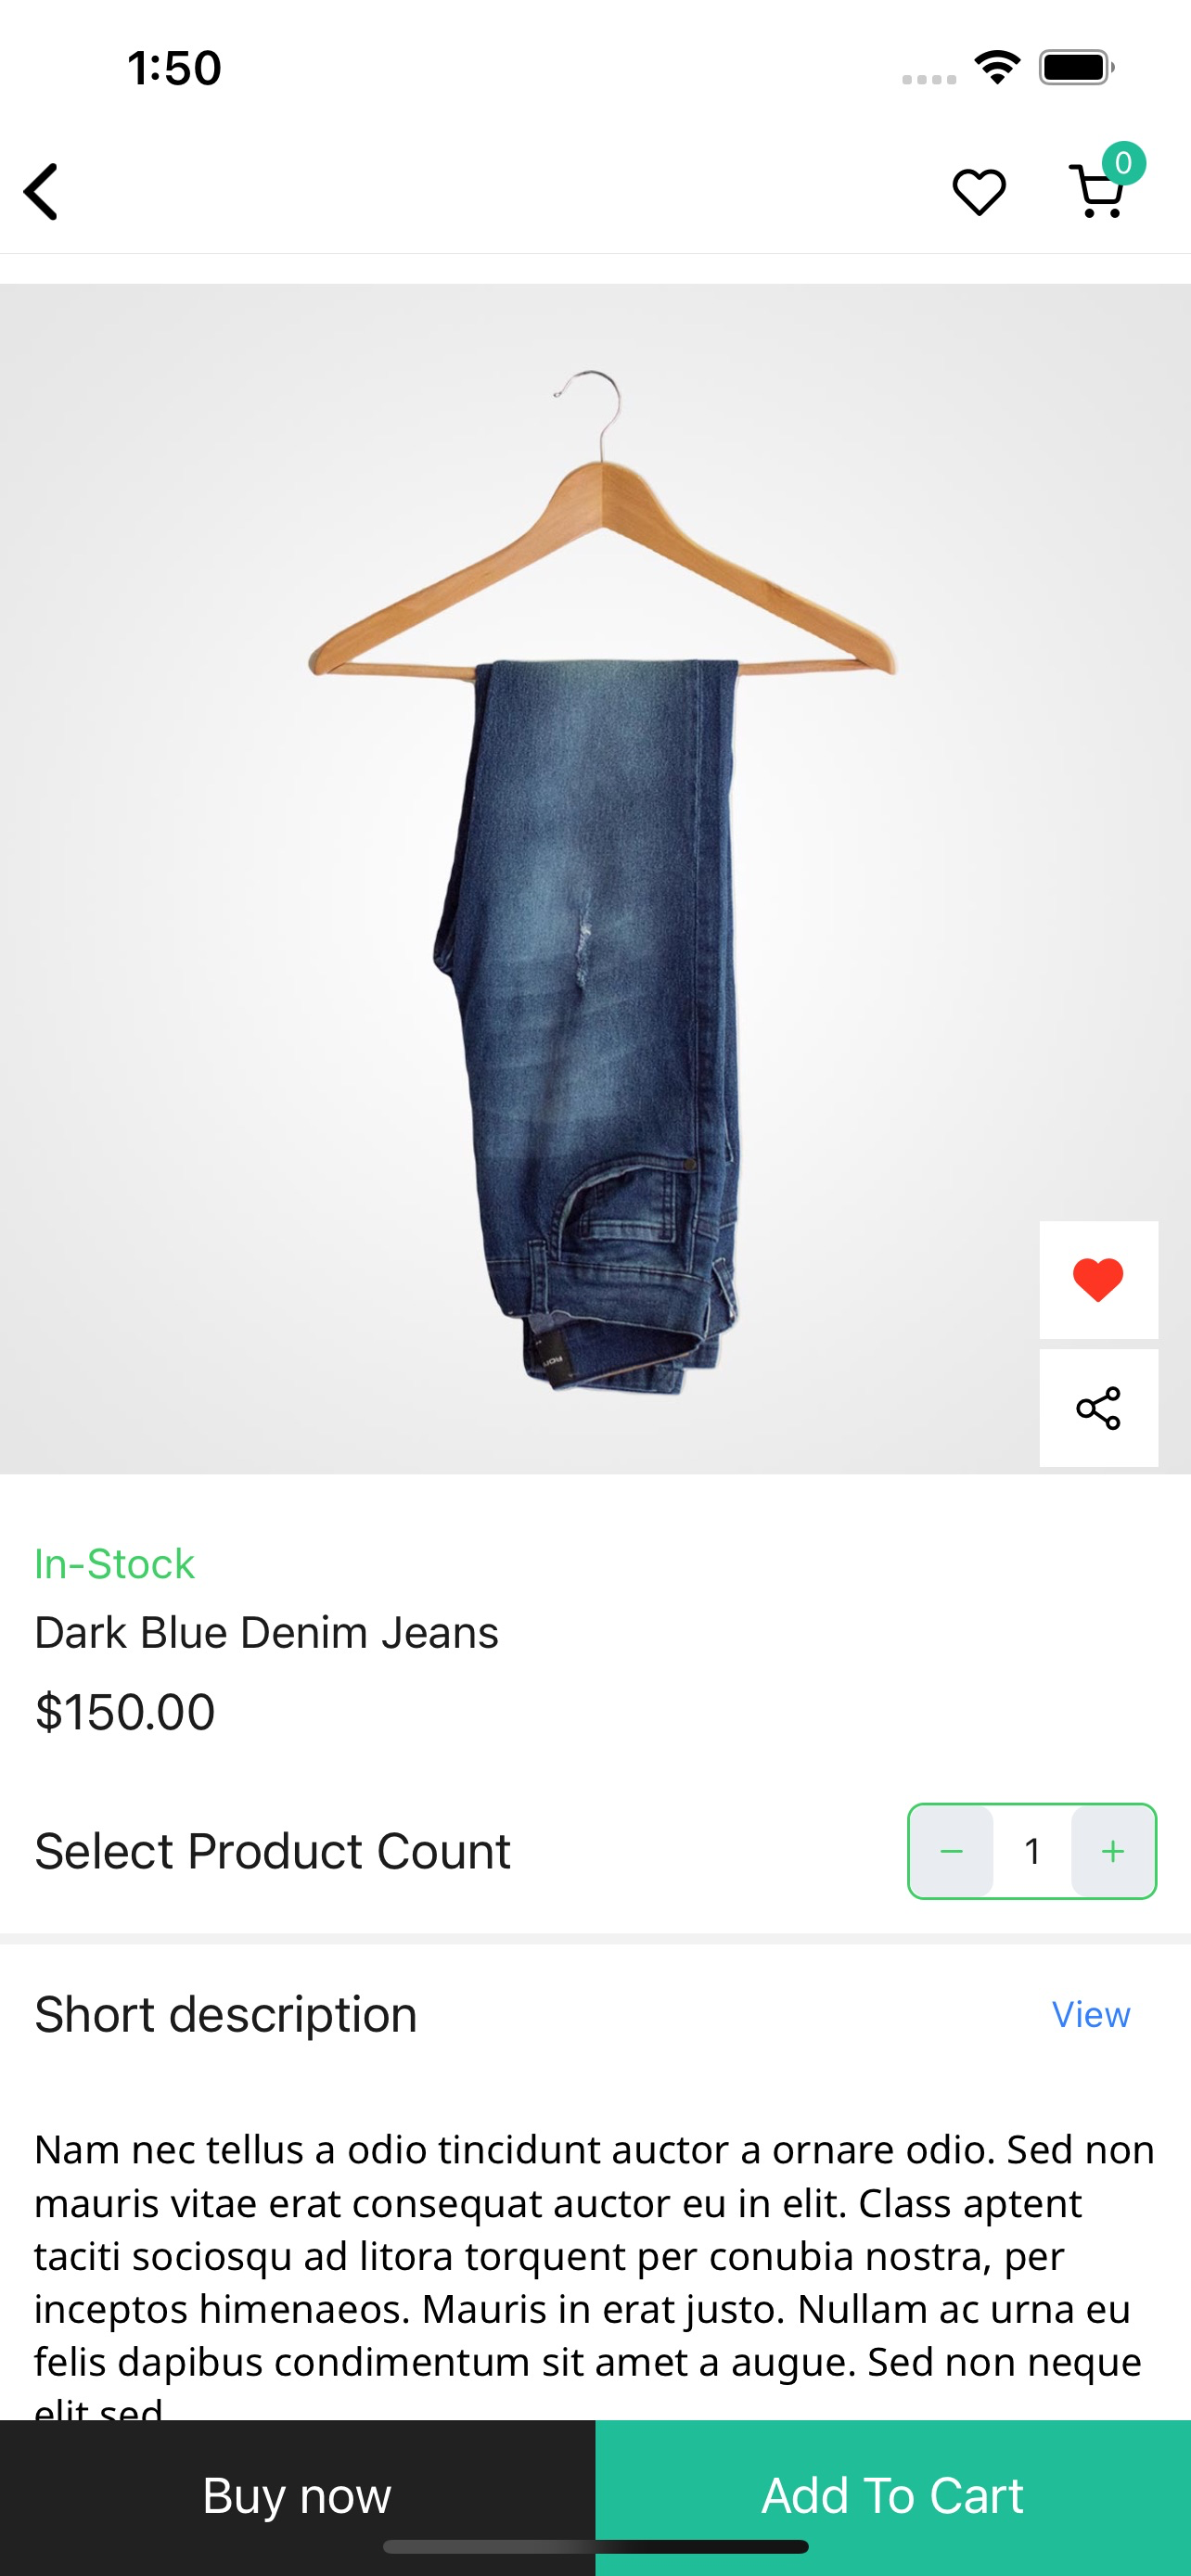 1:50
0
In-Stock
Dark Blue Denim Jeans
$150.00
Select Product Count
− 1 +
Short description View
Nam nec tellus a odio tincidunt auctor a ornare odio. Sed non
mauris vitae erat consequat auctor eu in elit. Class aptent
taciti sociosqu ad litora torquent per conubia nostra, per
inceptos himenaeos. Mauris in erat justo. Nullam ac urna eu
felis dapibus condimentum sit amet a augue. Sed non neque
elit sed
Buy now Add To Cart